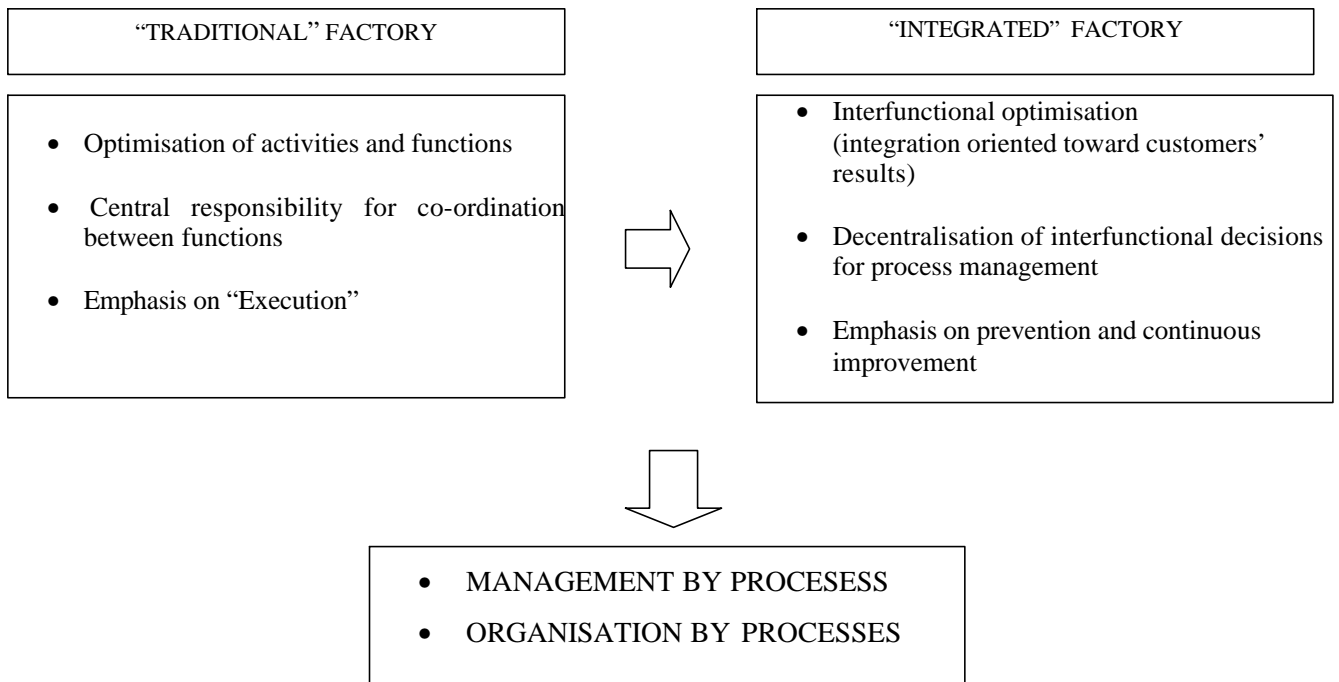 “TRADITIONAL” FACTORY
• Optimisation of activities and functions
• Central responsibility for co-ordination
between functions
• Emphasis on “Execution”
“INTEGRATED” FACTORY
• Interfunctional optimisation
(integration oriented toward customers’
results)
• Decentralisation of interfunctional decisions
for process management
• Emphasis on prevention and continuous
improvement
• MANAGEMENT BY PROCESESS
• ORGANISATION BY PROCESSES